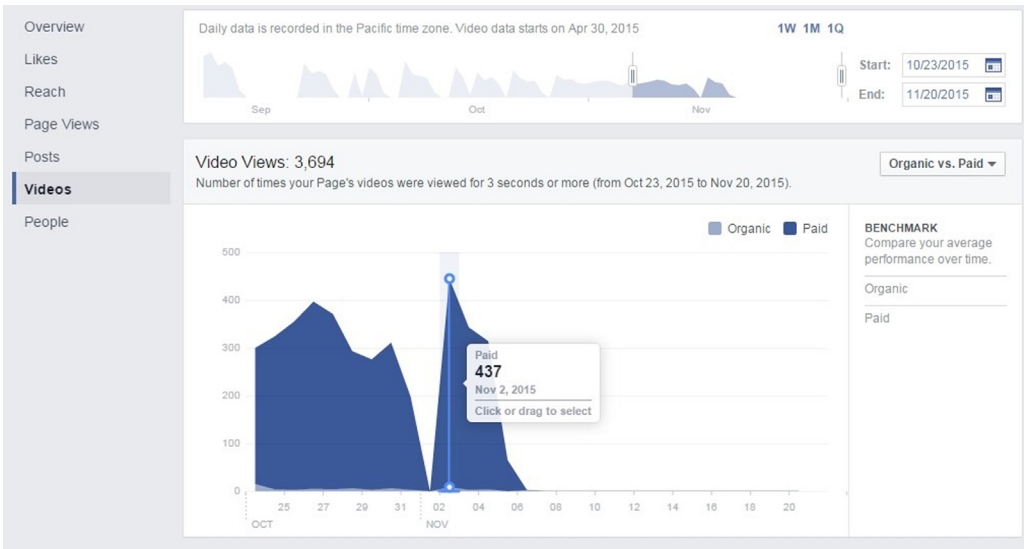 Overview
Likes
Reach
Page Views
Posts
Videos
People
Daily data is recorded in the Pacific time zone. Video data starts on Apr 30, 2015
1W 1M 1Q
Start: 10/23/2015
End: 11/20/2015
Sep Oct Nov
Video Views: 3,694
Number of times your Page's videos were viewed for 3 seconds or more (from Oct 23, 2015 to Nov 20, 2015).
Organic vs. Paid
Organic Paid
500
400
300
200
100
0
Paid
437
Nov 2, 2015
Click or drag to select
25 27 29 31 02 04 06 08 10 12 14 16 18 20
OCT NOV
BENCHMARK
Compare your average
performance over time.
Organic
Paid